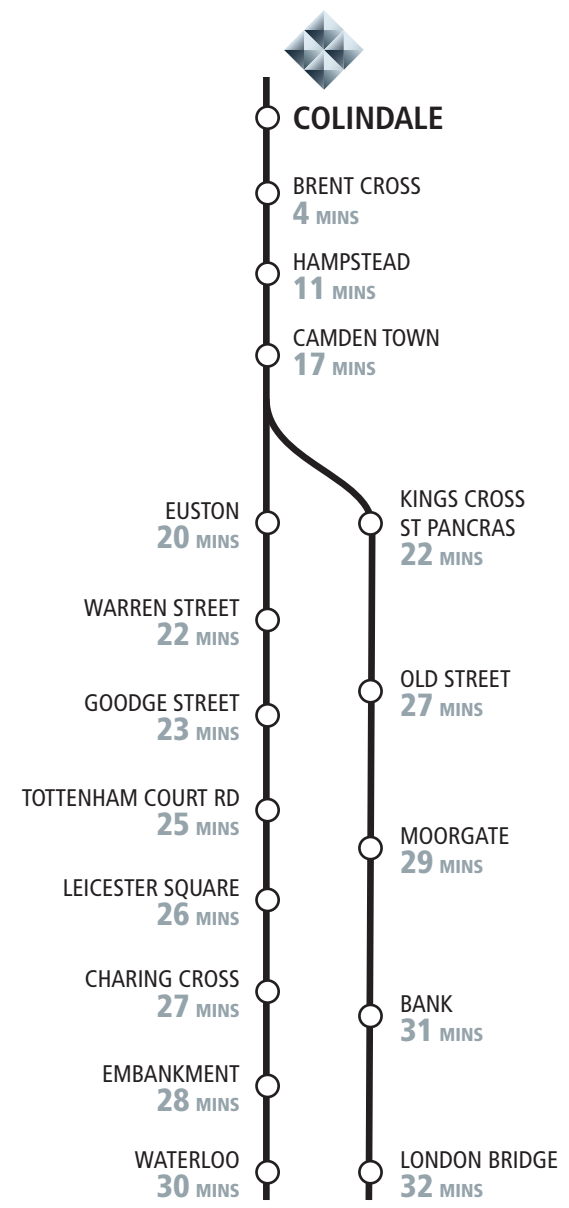 COLINDALE
BRENT CROSS
4 MINS
HAMPSTEAD
11 MINS
CAMDEN TOWN
17 MINS
EUSTON
20 MINS
WARREN STREET
22 MINS
GOODGE STREET
23 MINS
TOTTENHAM COURT RD
25 MINS
LEICESTER SQUARE
26 MINS
CHARING CROSS
27 MINS
EMBANKMENT
28 MINS
WATERLOO
30 MINS
KINGS CROSS
ST PANCRAS
22 MINS
OLD STREET
27 MINS
MOORGATE
29 MINS
BANK
31 MINS
LONDON BRIDGE
32 MINS